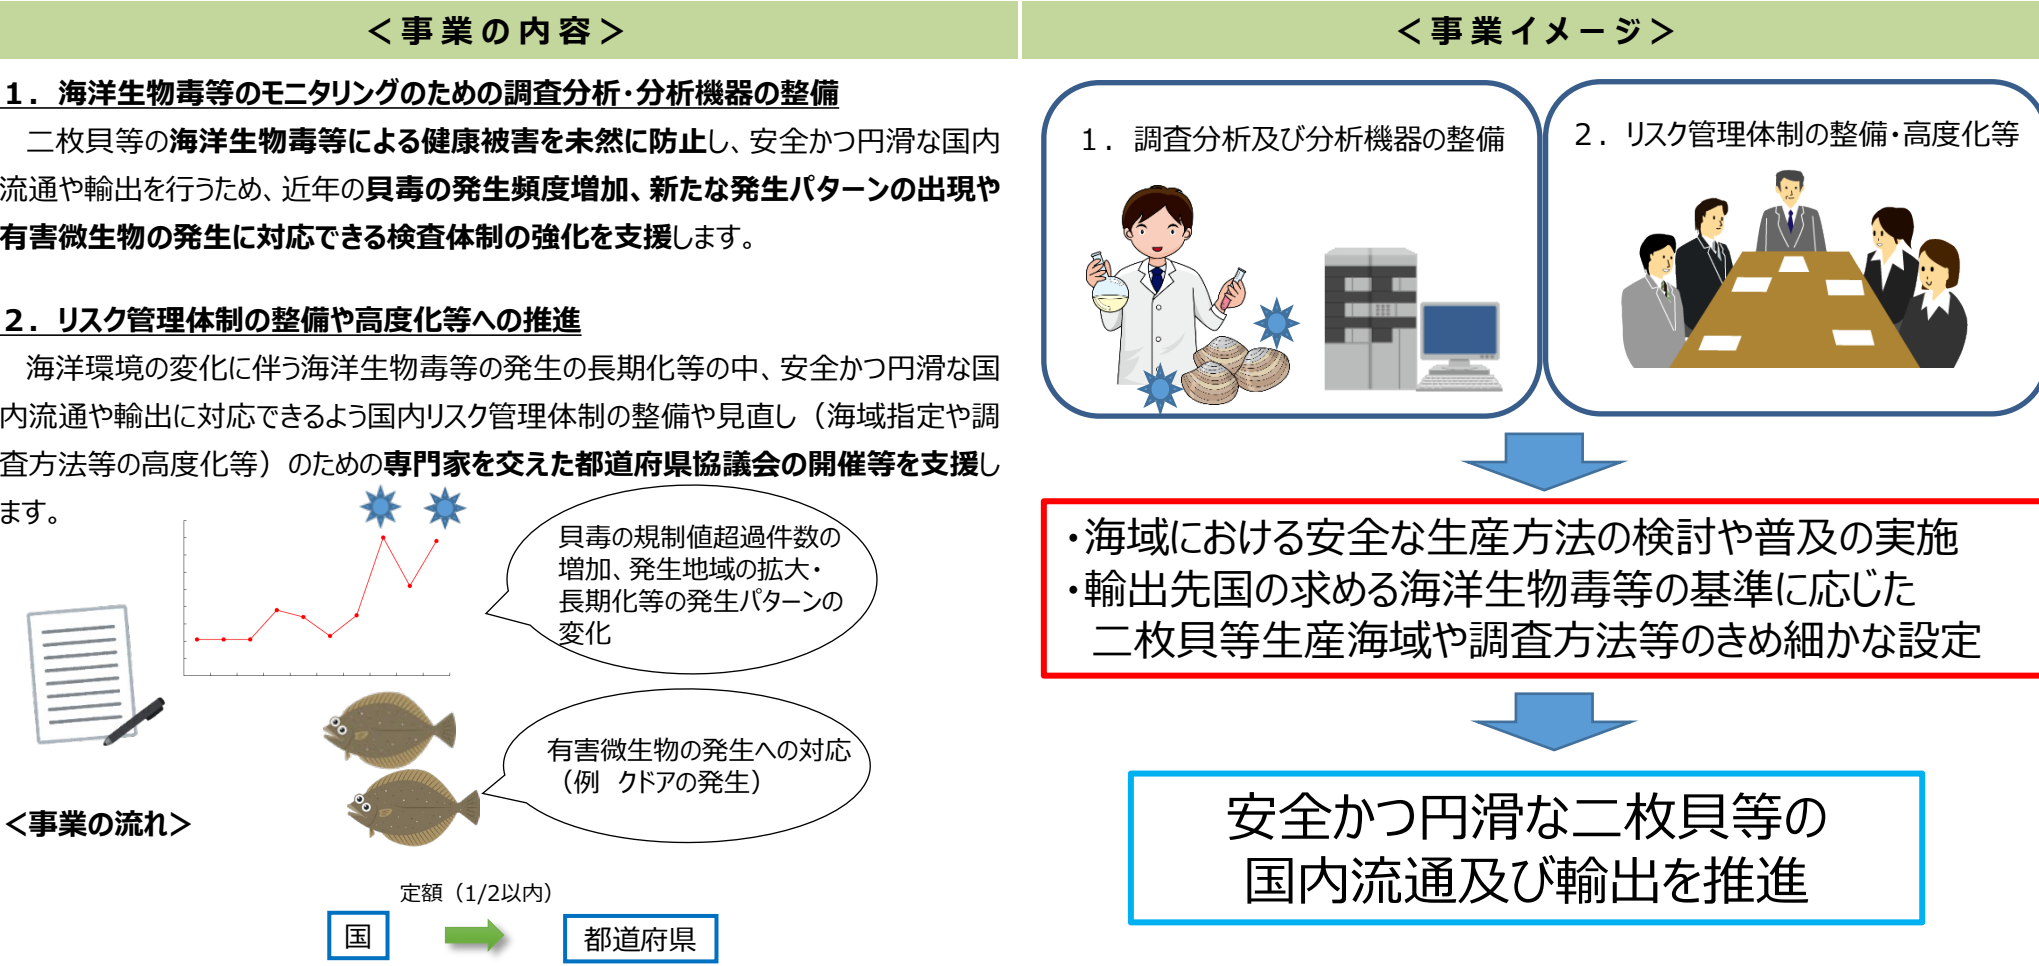 ＜事業の内容＞
１．海洋生物毒等のモニタリングのための調査分析・分析機器の整備
二枚貝等の海洋生物毒等による健康被害を未然に防止し、安全かつ円滑な国内
流通や輸出を行うため、近年の貝毒の発生頻度増加、新たな発生パターンの出現や
有害微生物の発生に対応できる検査体制の強化を支援します。
２．リスク管理体制の整備や高度化等への推進
海洋環境の変化に伴う海洋生物毒等の発生の長期化等の中、安全かつ円滑な国
内流通や輸出に対応できるよう国内リスク管理体制の整備や見直し（海域指定や調
査方法等の高度化等）のための専門家を交えた都道府県協議会の開催等を支援し
ます。
貝毒の規制値超過件数の
増加、発生地域の拡大・
長期化等の発生パターンの
変化
有害微生物の発生への対応
（例　クドアの発生）
＜事業の流れ＞
定額（1/2以内）
国
都道府県
＜事業イメージ＞
１．調査分析及び分析機器の整備
２．リスク管理体制の整備・高度化等
・海域における安全な生産方法の検討や普及の実施
・輸出先国の求める海洋生物毒等の基準に応じた
二枚貝等生産海域や調査方法等のきめ細かな設定
安全かつ円滑な二枚貝等の
国内流通及び輸出を推進